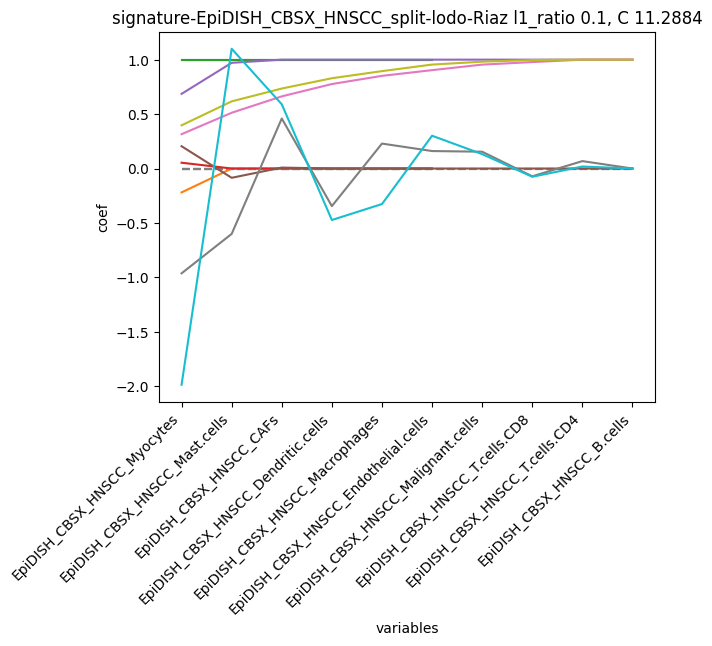 signature-EpiDISH_CBSX_HNSCC_split-lodo-Riaz l1_ratio 0.1, C 11.2884
1.0
0.5
0.0
−0.5
−1.0
−1.5
−2.0
coef
EpiDISH_CBSX_HNSCC_Myocytes
EpiDISH_CBSX_HNSCC_Mast.cells
EpiDISH_CBSX_HNSCC_CAFs
EpiDISH_CBSX_HNSCC_Dendritic.cells
EpiDISH_CBSX_HNSCC_Macrophages
EpiDISH_CBSX_HNSCC_Endothelial.cells
EpiDISH_CBSX_HNSCC_Malignant.cells
EpiDISH_CBSX_HNSCC_T.cells.CD8
EpiDISH_CBSX_HNSCC_T.cells.CD4
EpiDISH_CBSX_HNSCC_B.cells
variables